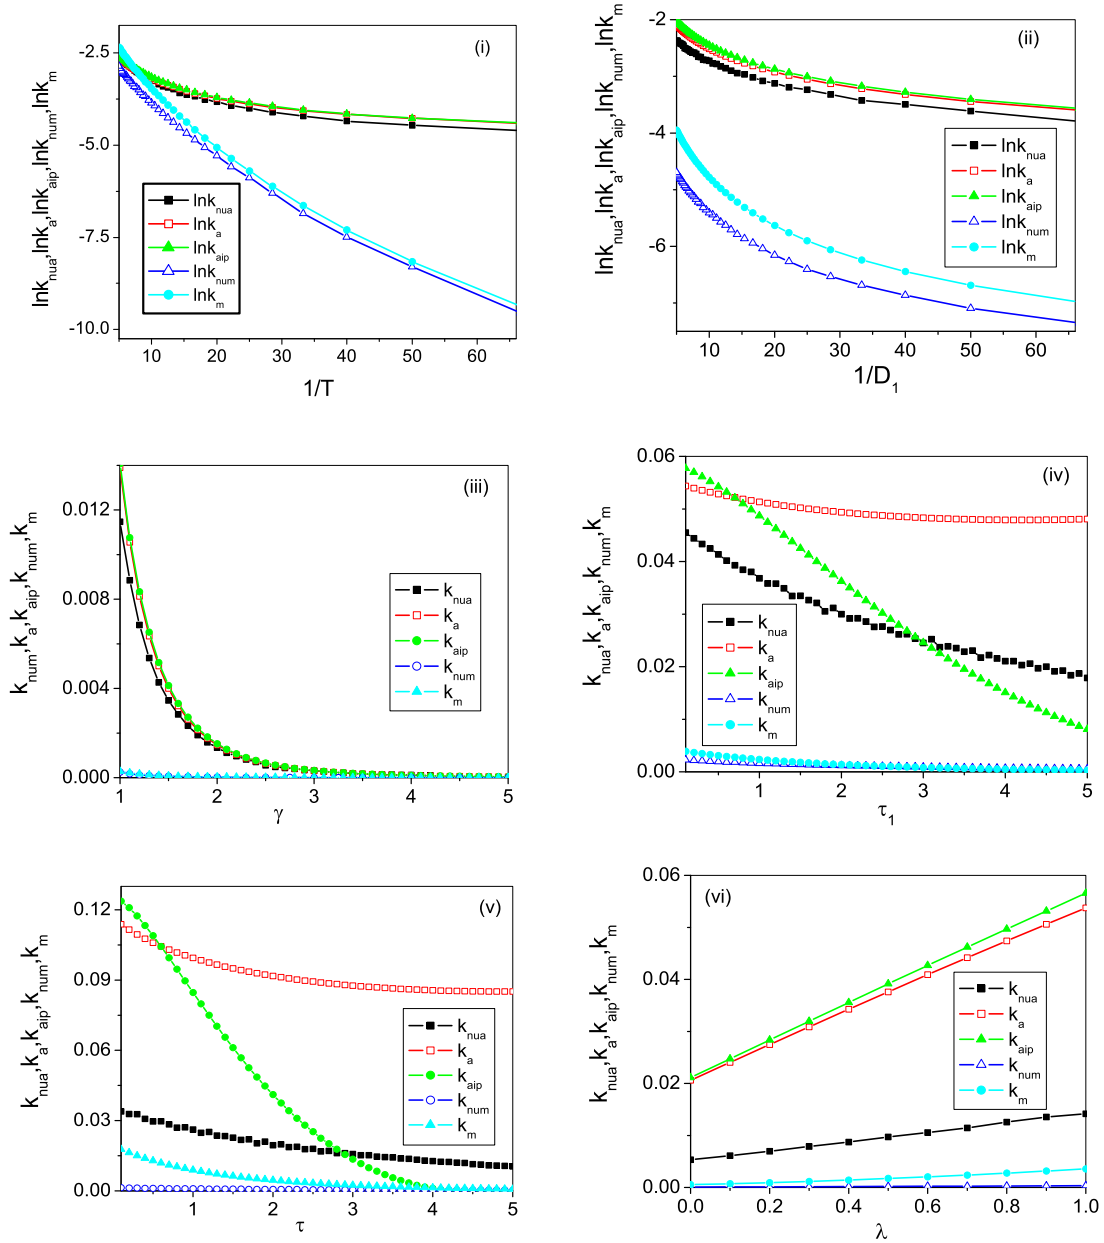 (i)
lnk_nua,lnk_a,lnk_aip,lnk_num,lnk_m
-2.5
-5.0
-7.5
-10.0
lnk_nua
lnk_a
lnk_aip
lnk_num
lnk_m
10 20 30 40 50 60
1/T
(ii)
lnk_nua,lnk_a,lnk_aip,lnk_num,lnk_m
-2
-4
-6
lnk_nua
lnk_a
lnk_aip
lnk_num
lnk_m
10 20 30 40 50 60
1/D_1
(iii)
k_num,k_a,k_aip,k_num,k_m
0.012
0.008
0.004
0.000
k_nua
k_a
k_aip
k_num
k_m
1 2 3 4 5
γ
(iv)
k_nua,k_a,k_aip,k_num,k_m
0.06
0.04
0.02
0.00
k_nua
k_a
k_aip
k_num
k_m
1 2 3 4 5
τ_1
(v)
k_nua,k_a,k_aip,k_num,k_m
0.12
0.09
0.06
0.03
0.00
k_nua
k_a
k_aip
k_num
k_m
1 2 3 4 5
τ
(vi)
k_nua,k_a,k_aip,k_num,k_m
0.06
0.04
0.02
0.00
k_nua
k_a
k_aip
k_num
k_m
0.0 0.2 0.4 0.6 0.8 1.0
λ